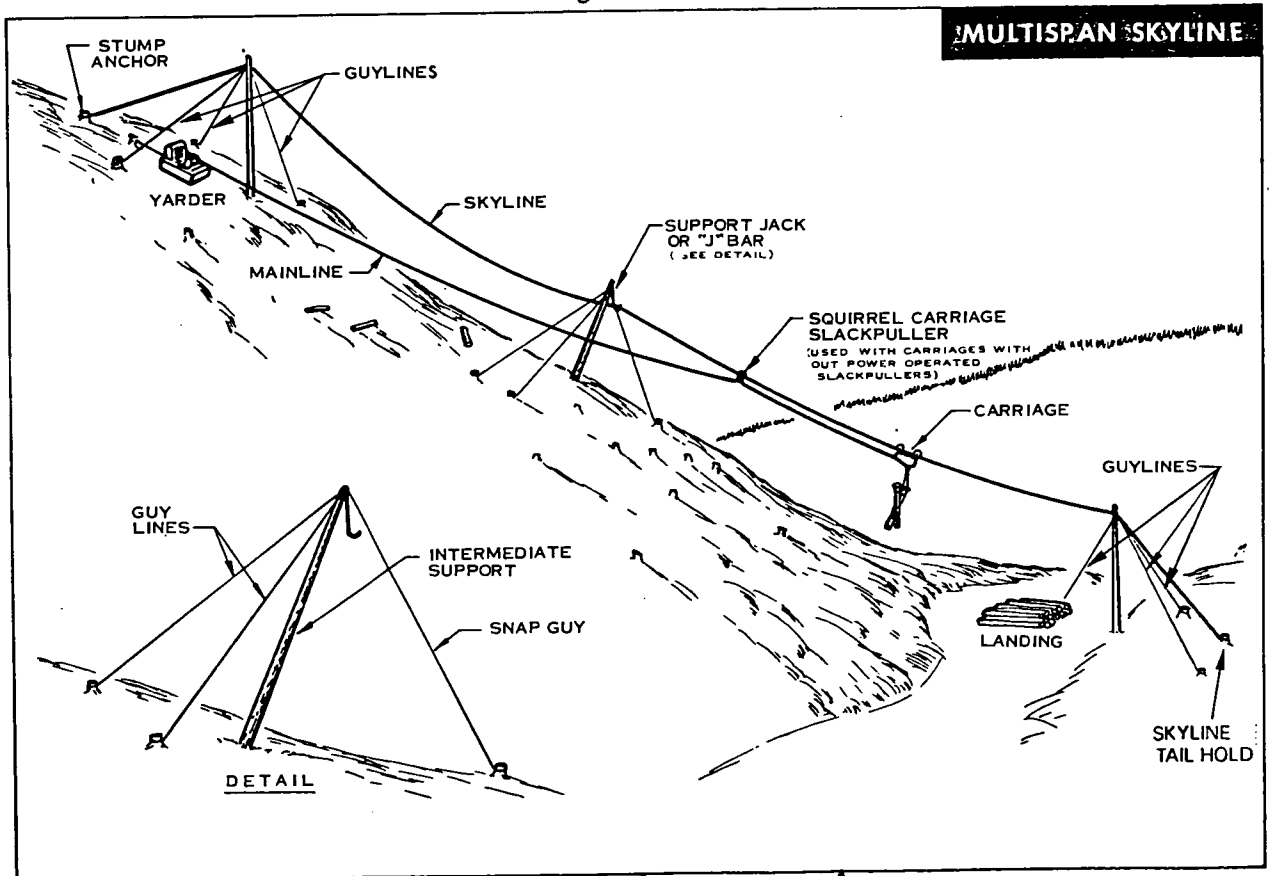 MULTISPAN SKYLINE
STUMP
ANCHOR
GUYLINES
YARDER
SKYLINE
MAINLINE
SUPPORT JACK
OR "J" BAR
( SEE DETAIL)
SQUIRREL CARRIAGE
SLACKPULLER
(USED WITH CARRIAGES WITH
OUT POWER OPERATED
SLACKPULLERS)
CARRIAGE
GUYLINES
GUY
LINES
INTERMEDIATE
SUPPORT
SNAP GUY
LANDING
SKYLINE
TAIL HOLD
DETAIL